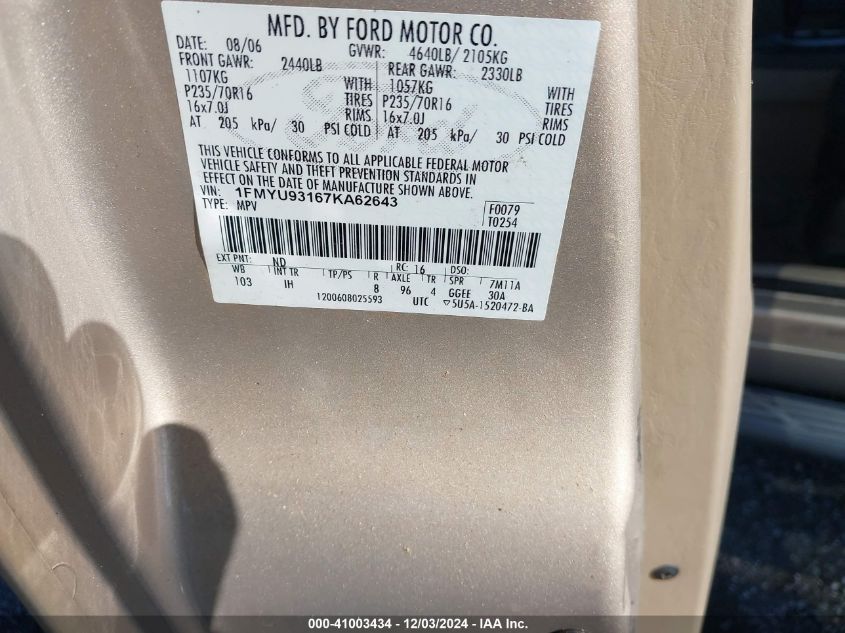 MFD. BY FORD MOTOR CO.
DATE: 08/06 GVWR: 4640LB/ 2105KG
FRONT GAWR: 2440LB REAR GAWR: 2330LB
1107KG WITH 1057KG WITH
P235/70R16 TIRES P235/70R16 TIRES
16x7.0J RIMS 16x7.0J RIMS
AT 205 kPa/ 30 PSI COLD AT 205 kPa/ 30 PSI COLD
THIS VEHICLE CONFORMS TO ALL APPLICABLE FEDERAL MOTOR
VEHICLE SAFETY AND THEFT PREVENTION STANDARDS IN
EFFECT ON THE DATE OF MANUFACTURE SHOWN ABOVE.
VIN: 1FMYU93167KA62643
TYPE: MPV F0079
T0254
EXT PNT: ND RC: 16 DSO:
WB INT TR TP/PS R AXLE TR SPR 7M11A
103 IH 8 96 4 GGEE 30A
1200608025593 UTC ▽5U5A-1520472-BA
Ford
000-41003434 - 12/03/2024 - IAA Inc.